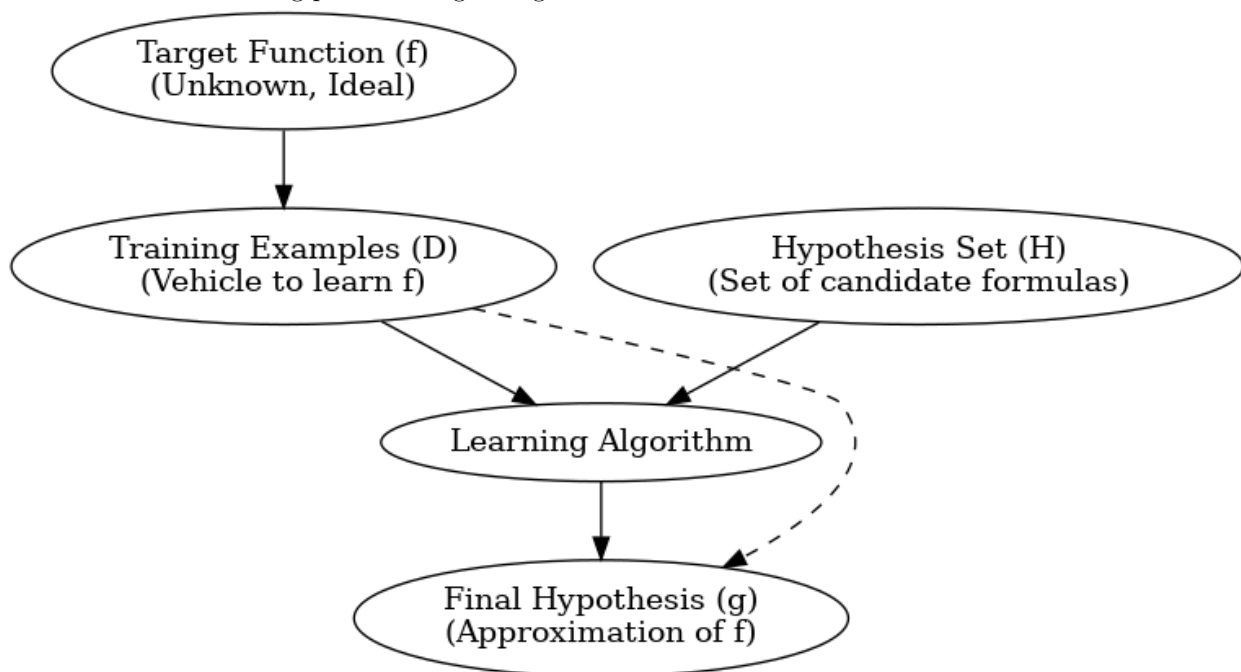 Target Function (f)
(Unknown, Ideal)
Training Examples (D)
(Vehicle to learn f)
Hypothesis Set (H)
(Set of candidate formulas)
Learning Algorithm
Final Hypothesis (g)
(Approximation of f)